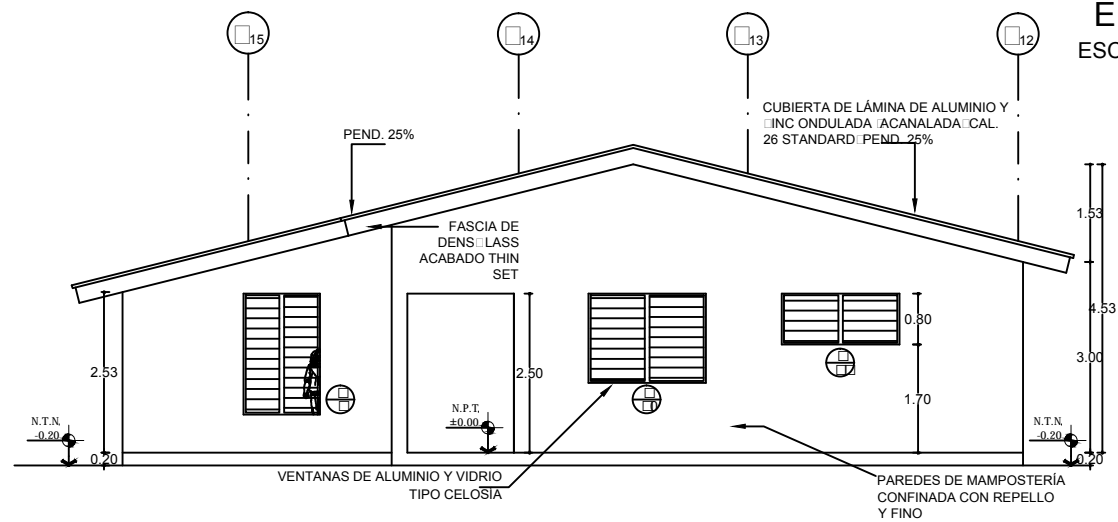 15
14
13
12
E
ESC
PEND. 25%
CUBIERTA DE LÁMINA DE ALUMINIO Y
INC ONDULADA ACANALADA CAL.
26 STANDARD PEND. 25%
FASCIA DE
DENS LASS
ACABADO THIN
SET
1.53
4.53
3.00
0.80
1.70
2.53
2.50
N.T.N.
-0.20
0.20
N.P.T.
±0.00
N.T.N.
-0.20
0.20
VENTANAS DE ALUMINIO Y VIDRIO
TIPO CELOSÍA
PAREDES DE MAMPOSTERÍA
CONFINADA CON REPELLO
Y FINO